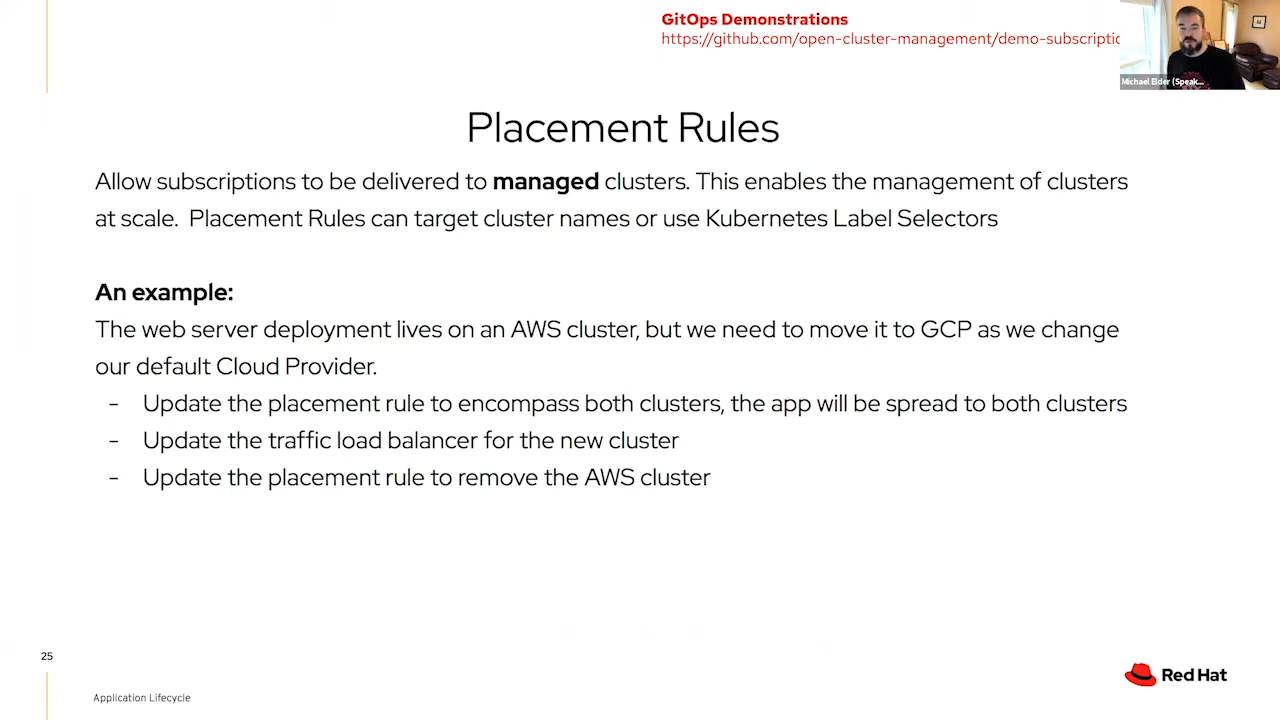 GitOps Demonstrations
https://github.com/open-cluster-management/demo-subscriptio
Michael Elder (Speak...
Placement Rules
Allow subscriptions to be delivered to managed clusters. This enables the management of clusters
at scale. Placement Rules can target cluster names or use Kubernetes Label Selectors
An example:
The web server deployment lives on an AWS cluster, but we need to move it to GCP as we change
our default Cloud Provider.
- Update the placement rule to encompass both clusters, the app will be spread to both clusters
- Update the traffic load balancer for the new cluster
- Update the placement rule to remove the AWS cluster
25
Red Hat
Application Lifecycle